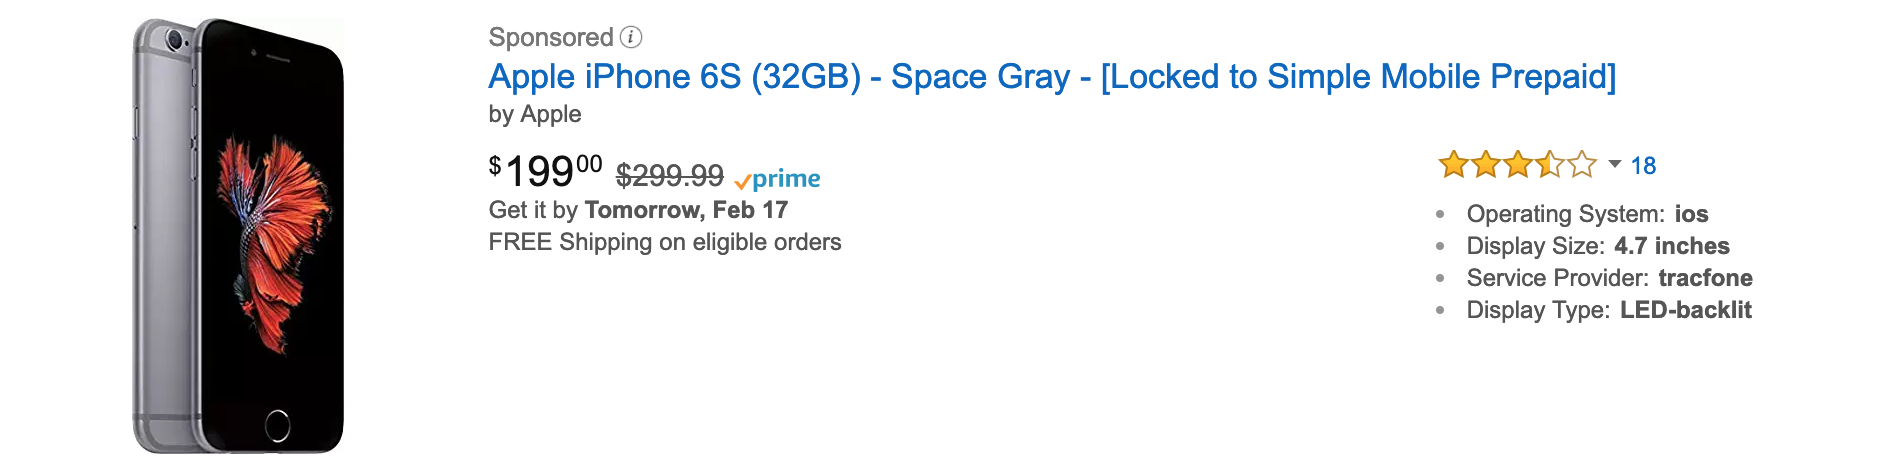 Sponsored i
Apple iPhone 6S (32GB) - Space Gray - [Locked to Simple Mobile Prepaid]
by Apple
$19900 $299.99 prime
Get it by Tomorrow, Feb 17
FREE Shipping on eligible orders
18
• Operating System: ios
• Display Size: 4.7 inches
• Service Provider: tracfone
• Display Type: LED-backlit